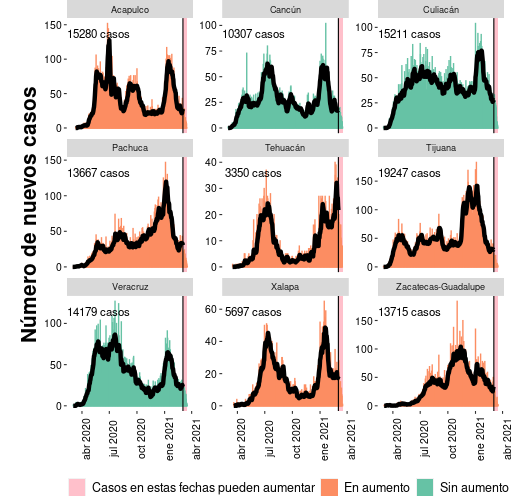 Número de nuevos casos
Acapulco
Cancún
Culiacán
150
100
50
0
15280 casos
100
75
50
25
0
10307 casos
100
75
50
25
0
15211 casos
Pachuca
Tehuacán
Tijuana
150
100
50
0
13667 casos
40
30
20
10
0
3350 casos
150
100
50
0
19247 casos
Veracruz
Xalapa
Zacatecas-Guadalupe
100
50
0
14179 casos
60
40
20
0
5697 casos
150
100
50
0
13715 casos
abr 2020
jul 2020
oct 2020
ene 2021
abr 2021
abr 2020
jul 2020
oct 2020
ene 2021
abr 2021
abr 2020
jul 2020
oct 2020
ene 2021
abr 2021
Casos en estas fechas pueden aumentar
En aumento
Sin aumento